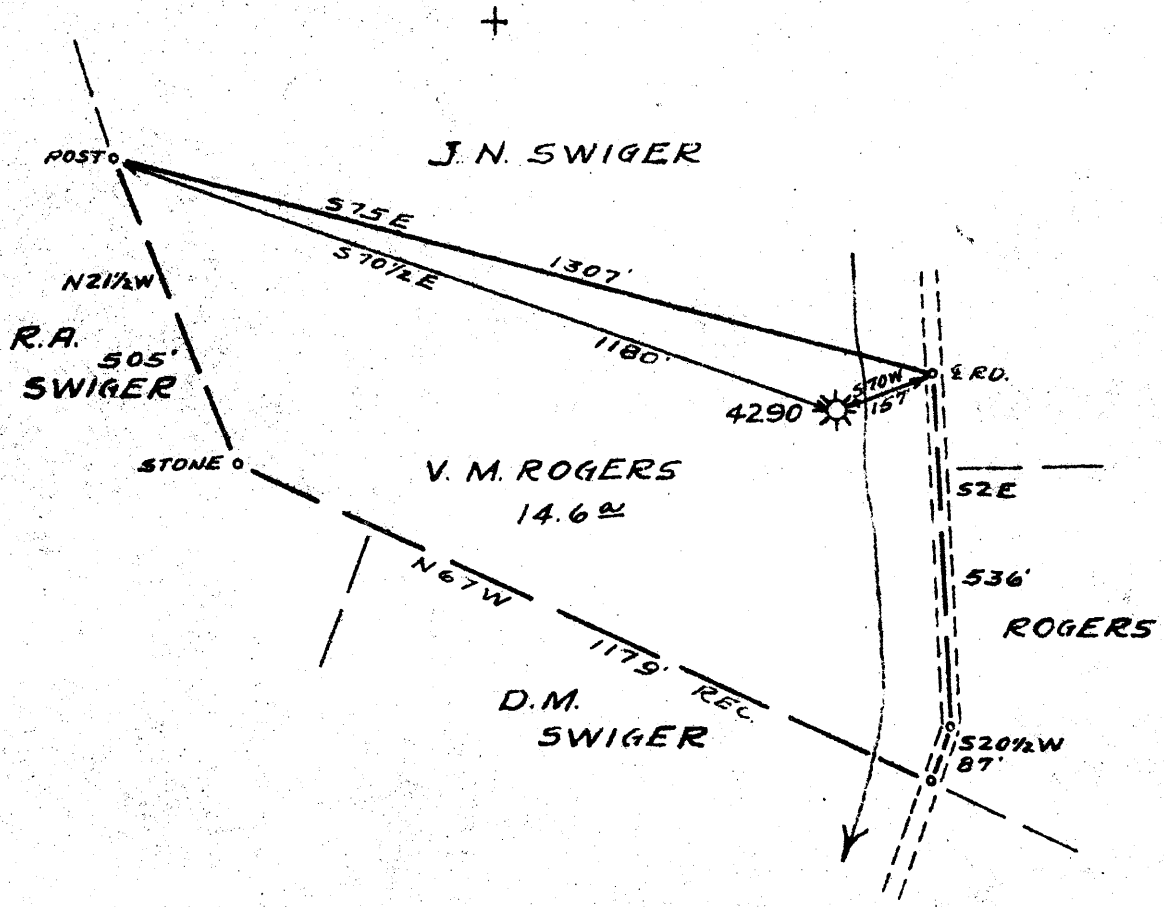 J. N. SWIGER
POST
S75E
1307'
S70½E
1180'
N21½W
R.A.
505'
SWIGER
S70W
157'
℄ RD.
4290
STONE
V. M. ROGERS
14.6 a
S2E
536'
ROGERS
N67W
1179' REC.
D.M.
SWIGER
S20½W
87'